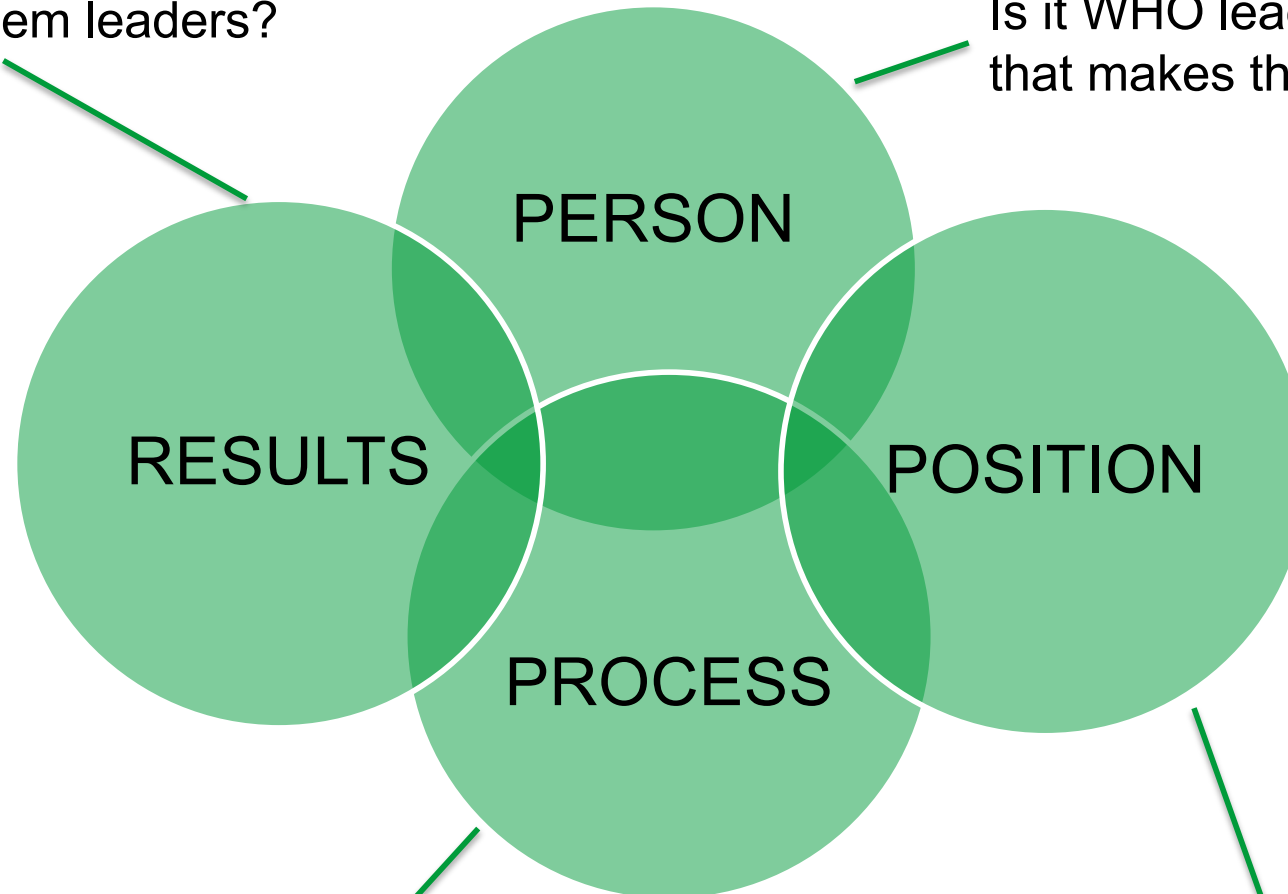 em leaders?
Is it WHO lea
that makes th
PERSON
RESULTS
POSITION
PROCESS